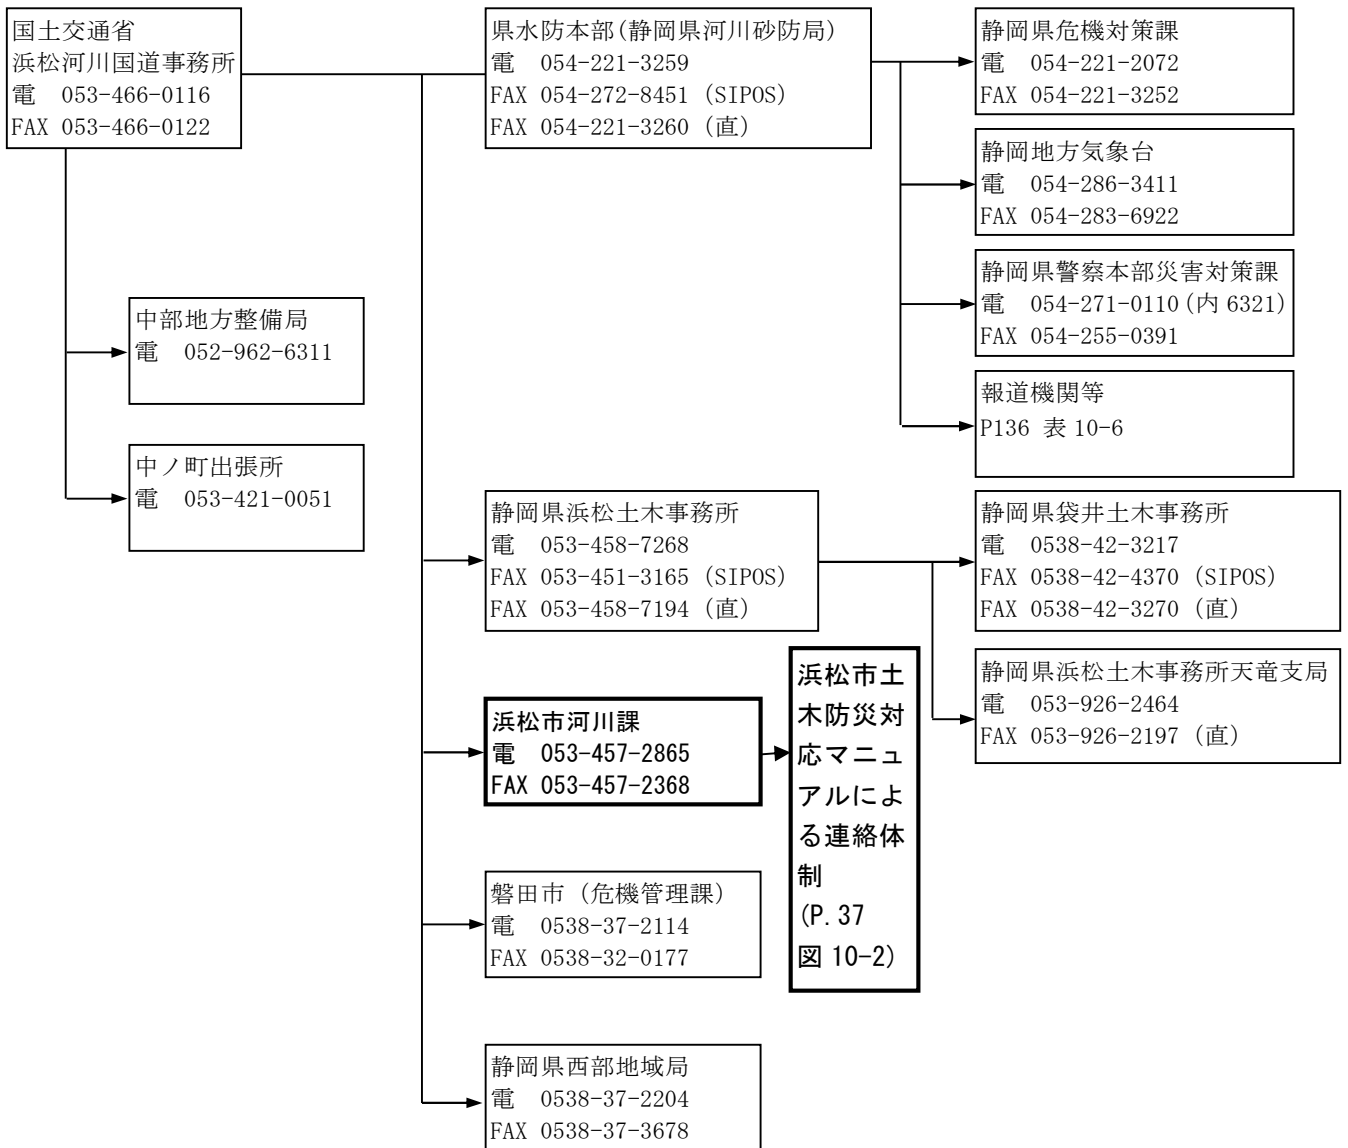 国土交通省
浜松河川国道事務所
電　053-466-0116
FAX 053-466-0122
中部地方整備局
電　052-962-6311
中ノ町出張所
電　053-421-0051
県水防本部(静岡県河川砂防局)
電　054-221-3259
FAX 054-272-8451 (SIPOS)
FAX 054-221-3260 (直)
静岡県危機対策課
電　054-221-2072
FAX 054-221-3252
静岡地方気象台
電　054-286-3411
FAX 054-283-6922
静岡県警察本部災害対策課
電　054-271-0110(内 6321)
FAX 054-255-0391
報道機関等
P136 表 10-6
静岡県浜松土木事務所
電　053-458-7268
FAX 053-451-3165 (SIPOS)
FAX 053-458-7194 (直)
静岡県袋井土木事務所
電　0538-42-3217
FAX 0538-42-4370 (SIPOS)
FAX 0538-42-3270 (直)
静岡県浜松土木事務所天竜支局
電　053-926-2464
FAX 053-926-2197 (直)
浜松市河川課
電　053-457-2865
FAX 053-457-2368
浜松市土
木防災対
応マニュ
アルによ
る連絡体
制
(P.37
図 10-2)
磐田市 (危機管理課)
電　0538-37-2114
FAX 0538-32-0177
静岡県西部地域局
電　0538-37-2204
FAX 0538-37-3678